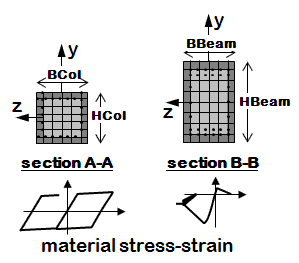 y
BCol
z
HCol
section A-A
y
BBeam
z
HBeam
section B-B
material stress-strain